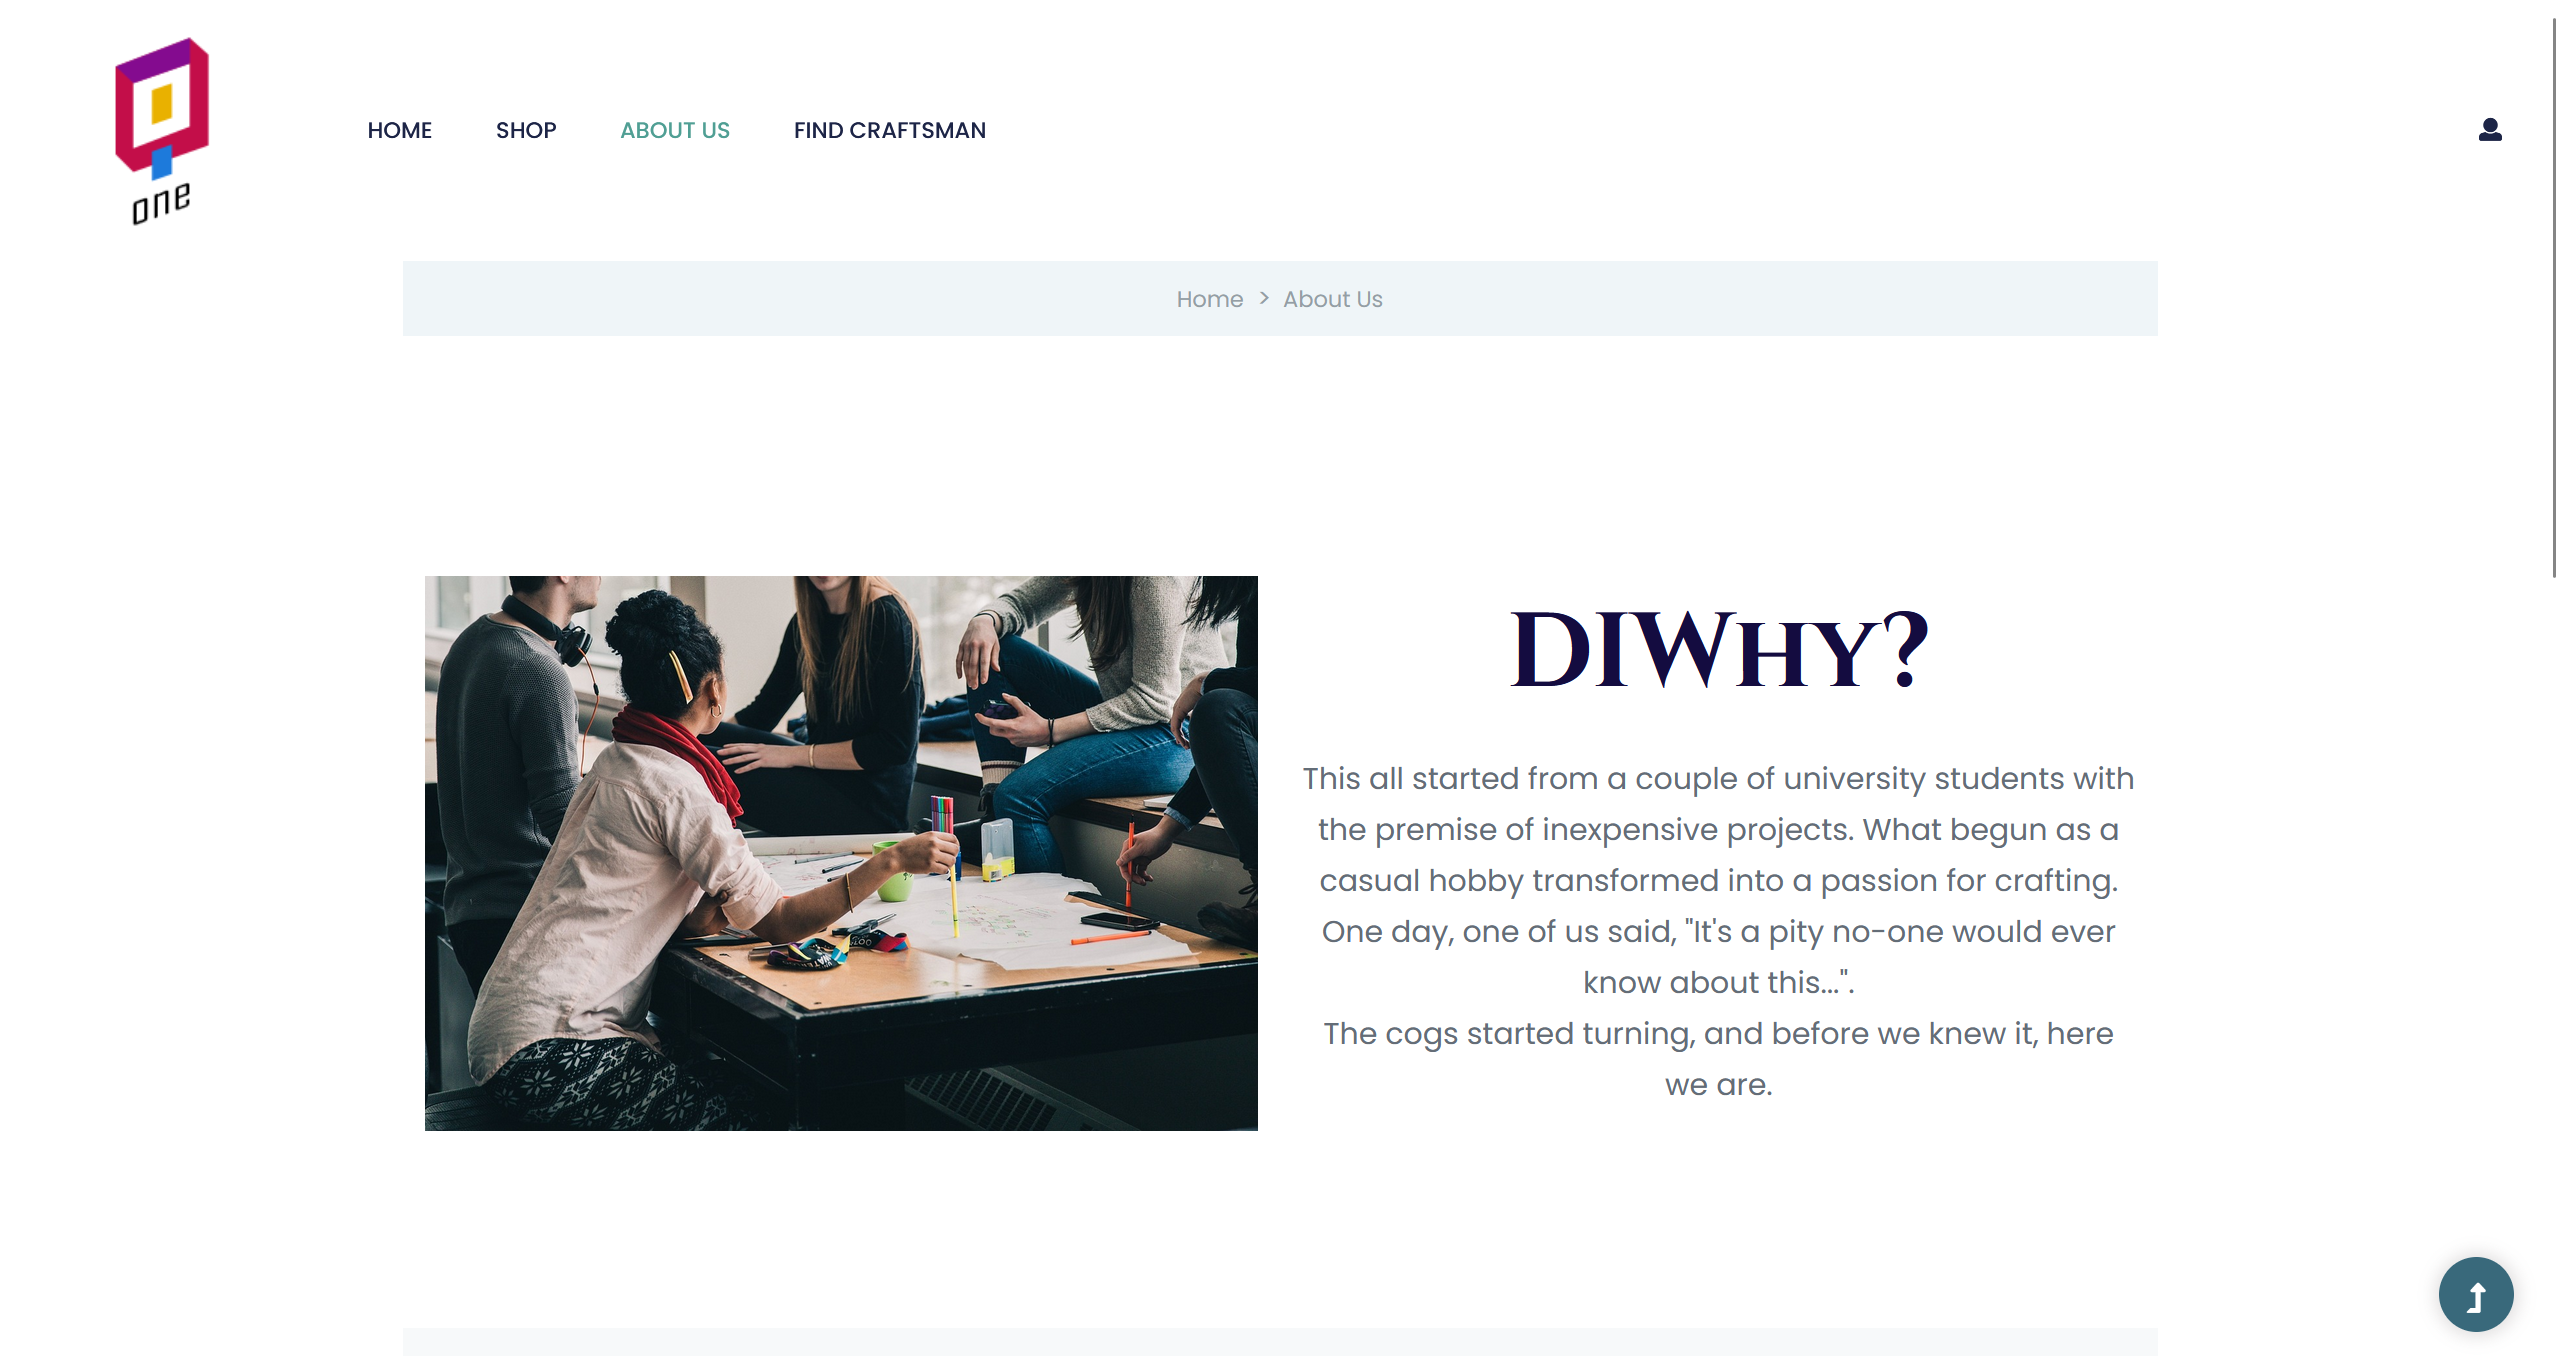 one
HOME SHOP ABOUT US FIND CRAFTSMAN
Home > About Us
DIWhy?
This all started from a couple of university students with
the premise of inexpensive projects. What begun as a
casual hobby transformed into a passion for crafting.
One day, one of us said, "It's a pity no-one would ever
know about this...".
The cogs started turning, and before we knew it, here
we are.